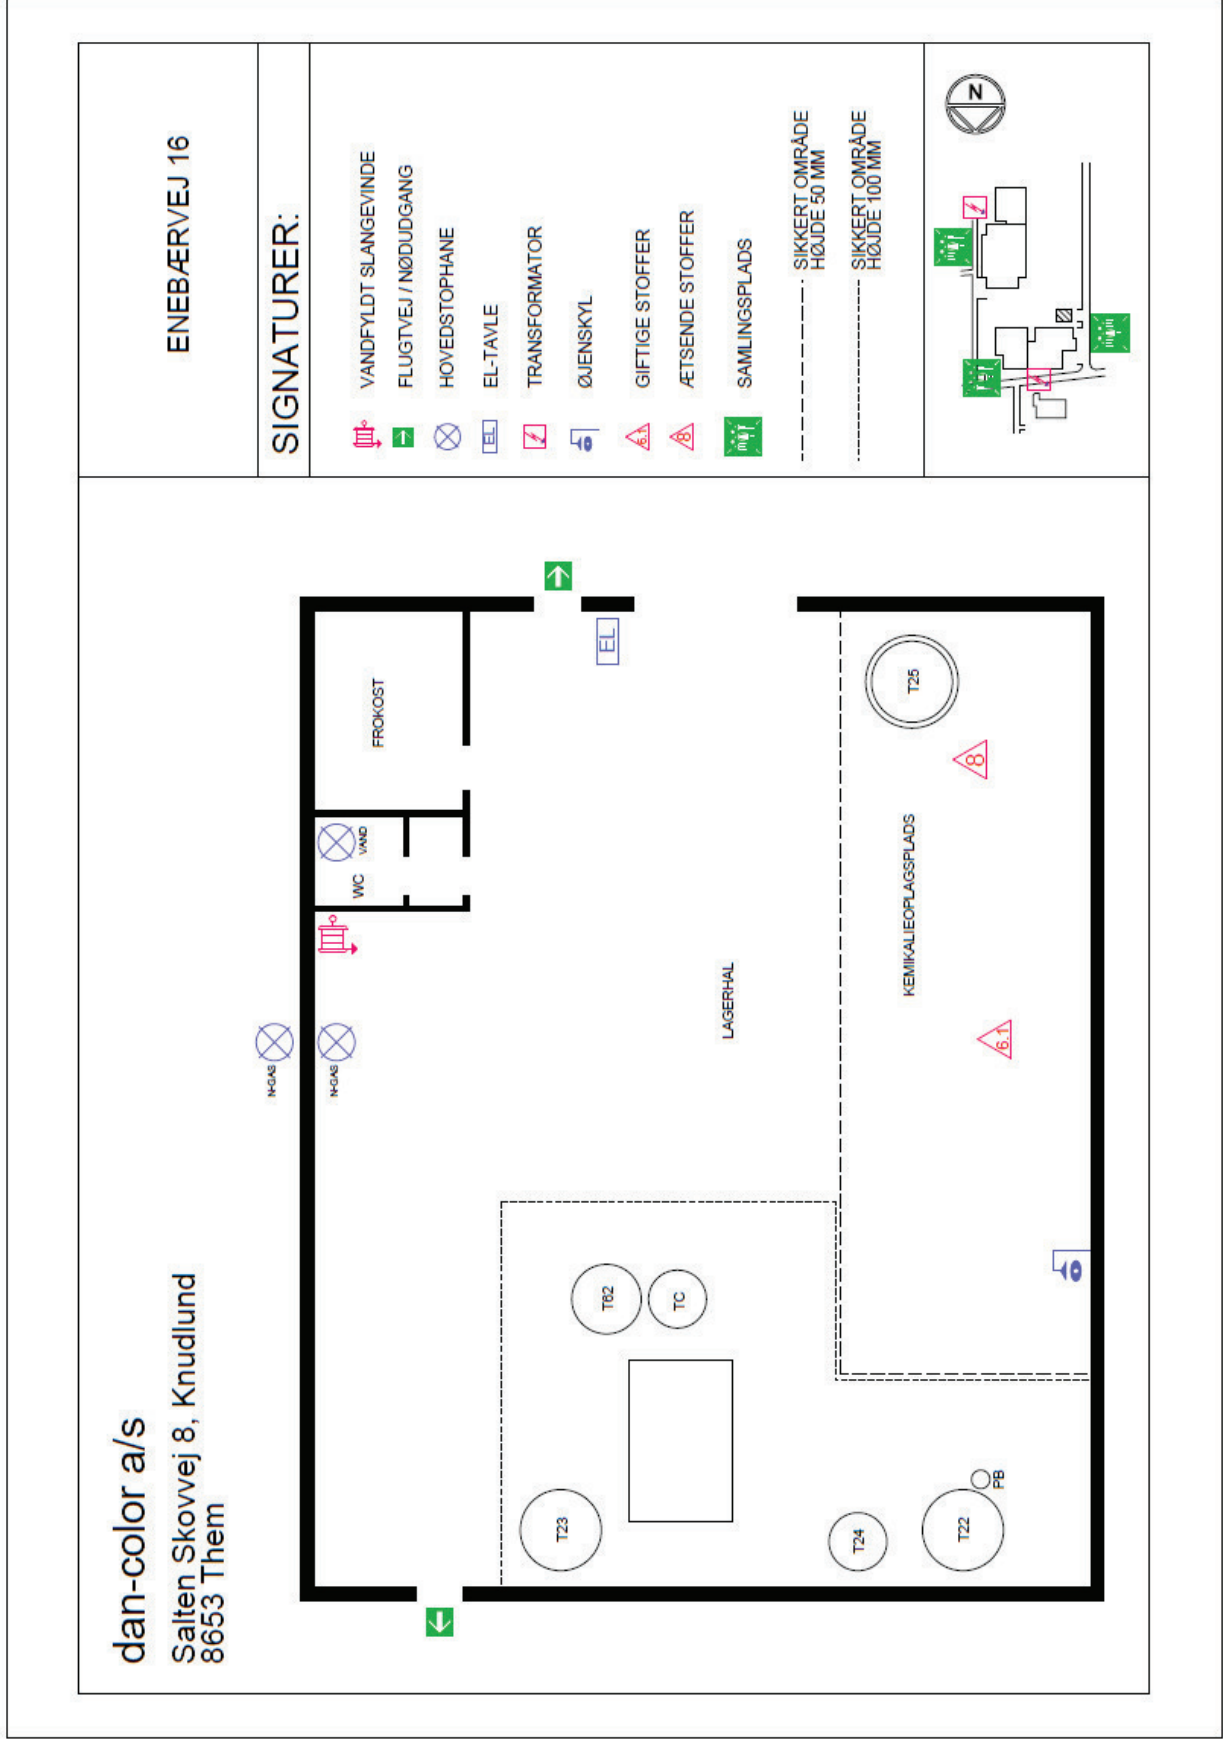 dan-color a/s
Salten Skovvej 8, Knudlund
8653 Them
ENEBÆRVEJ 16
SIGNATURER:
VANDFYLDT SLANGEVINDE
FLUGTVEJ / NØDUDGANG
HOVEDSTOPHANE
EL
EL-TAVLE
TRANSFORMATOR
ØJENSKYL
6.1
GIFTIGE STOFFER
8
ÆTSENDE STOFFER
SAMLINGSPLADS
SIKKERT OMRÅDE
HØJDE 50 MM
SIKKERT OMRÅDE
HØJDE 100 MM
N
N-GAS
N-GAS
WC
VAND
FROKOST
EL
LAGERHAL
T23
T62
TC
T24
T22
PB
KEMIKALIEOPLAGSPLADS
6.1
8
T25